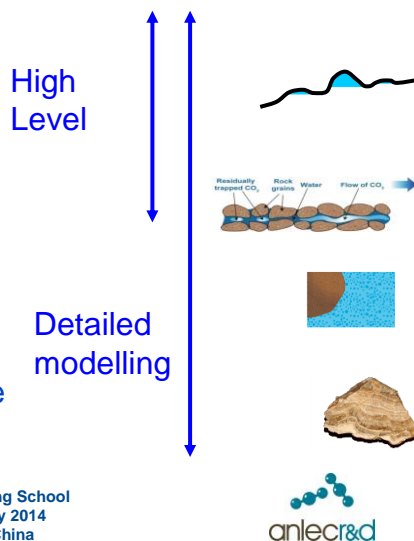 High
Level
Residually
trapped CO₂
Rock
grains
Water
Flow of CO₂
Detailed
modelling
e
ng School
y 2014
China
anlecr&d